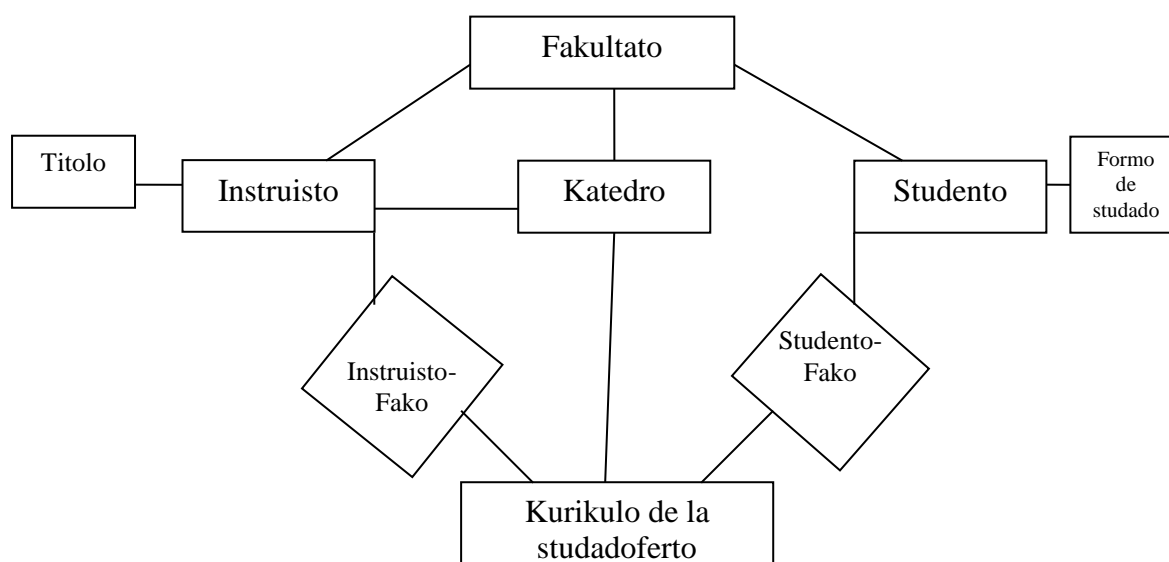 Fakultato
Titolo
Instruisto
Katedro
Studento
Formo
de
studado
Instruisto-
Fako
Studento-
Fako
Kurikulo de la
studadoferto